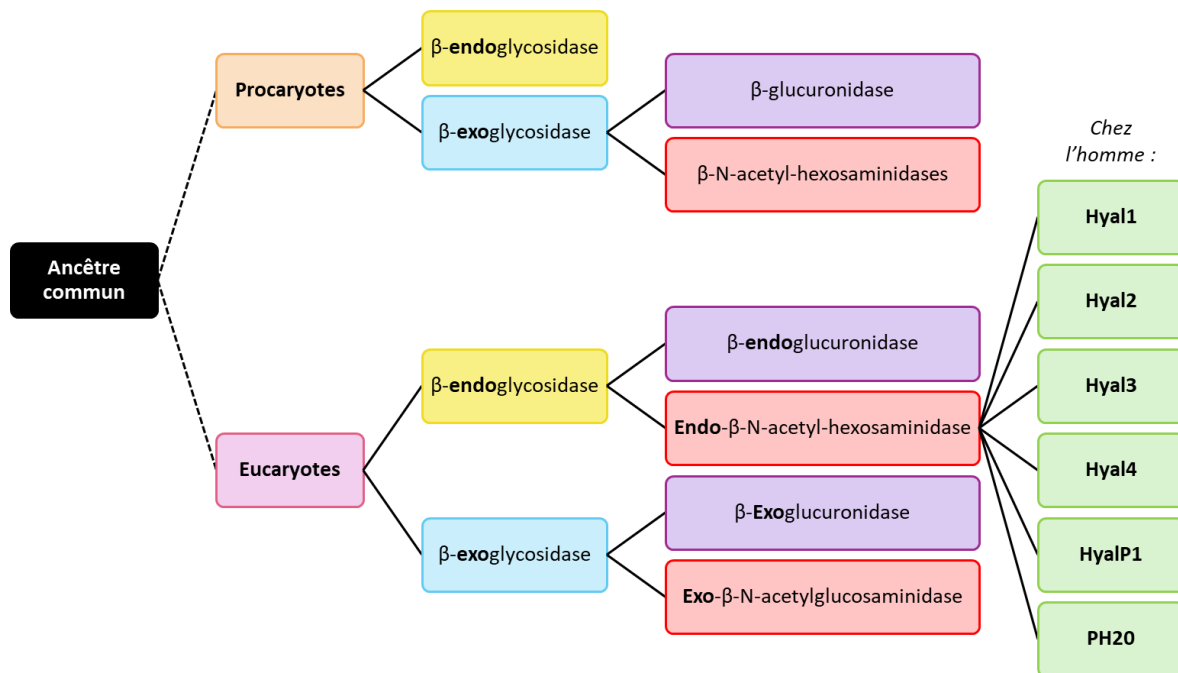 β-endoglycosidase
Procaryotes
β-glucuronidase
β-exoglycosidase
β-N-acetyl-hexosaminidases
Chez
l'homme :
Hyal1
Ancêtre
commun
Hyal2
β-endoglucuronidase
β-endoglycosidase
Hyal3
Endo-β-N-acetyl-hexosaminidase
Hyal4
Eucaryotes
β-Exoglucuronidase
β-exoglycosidase
HyalP1
Exo-β-N-acetylglucosaminidase
PH20